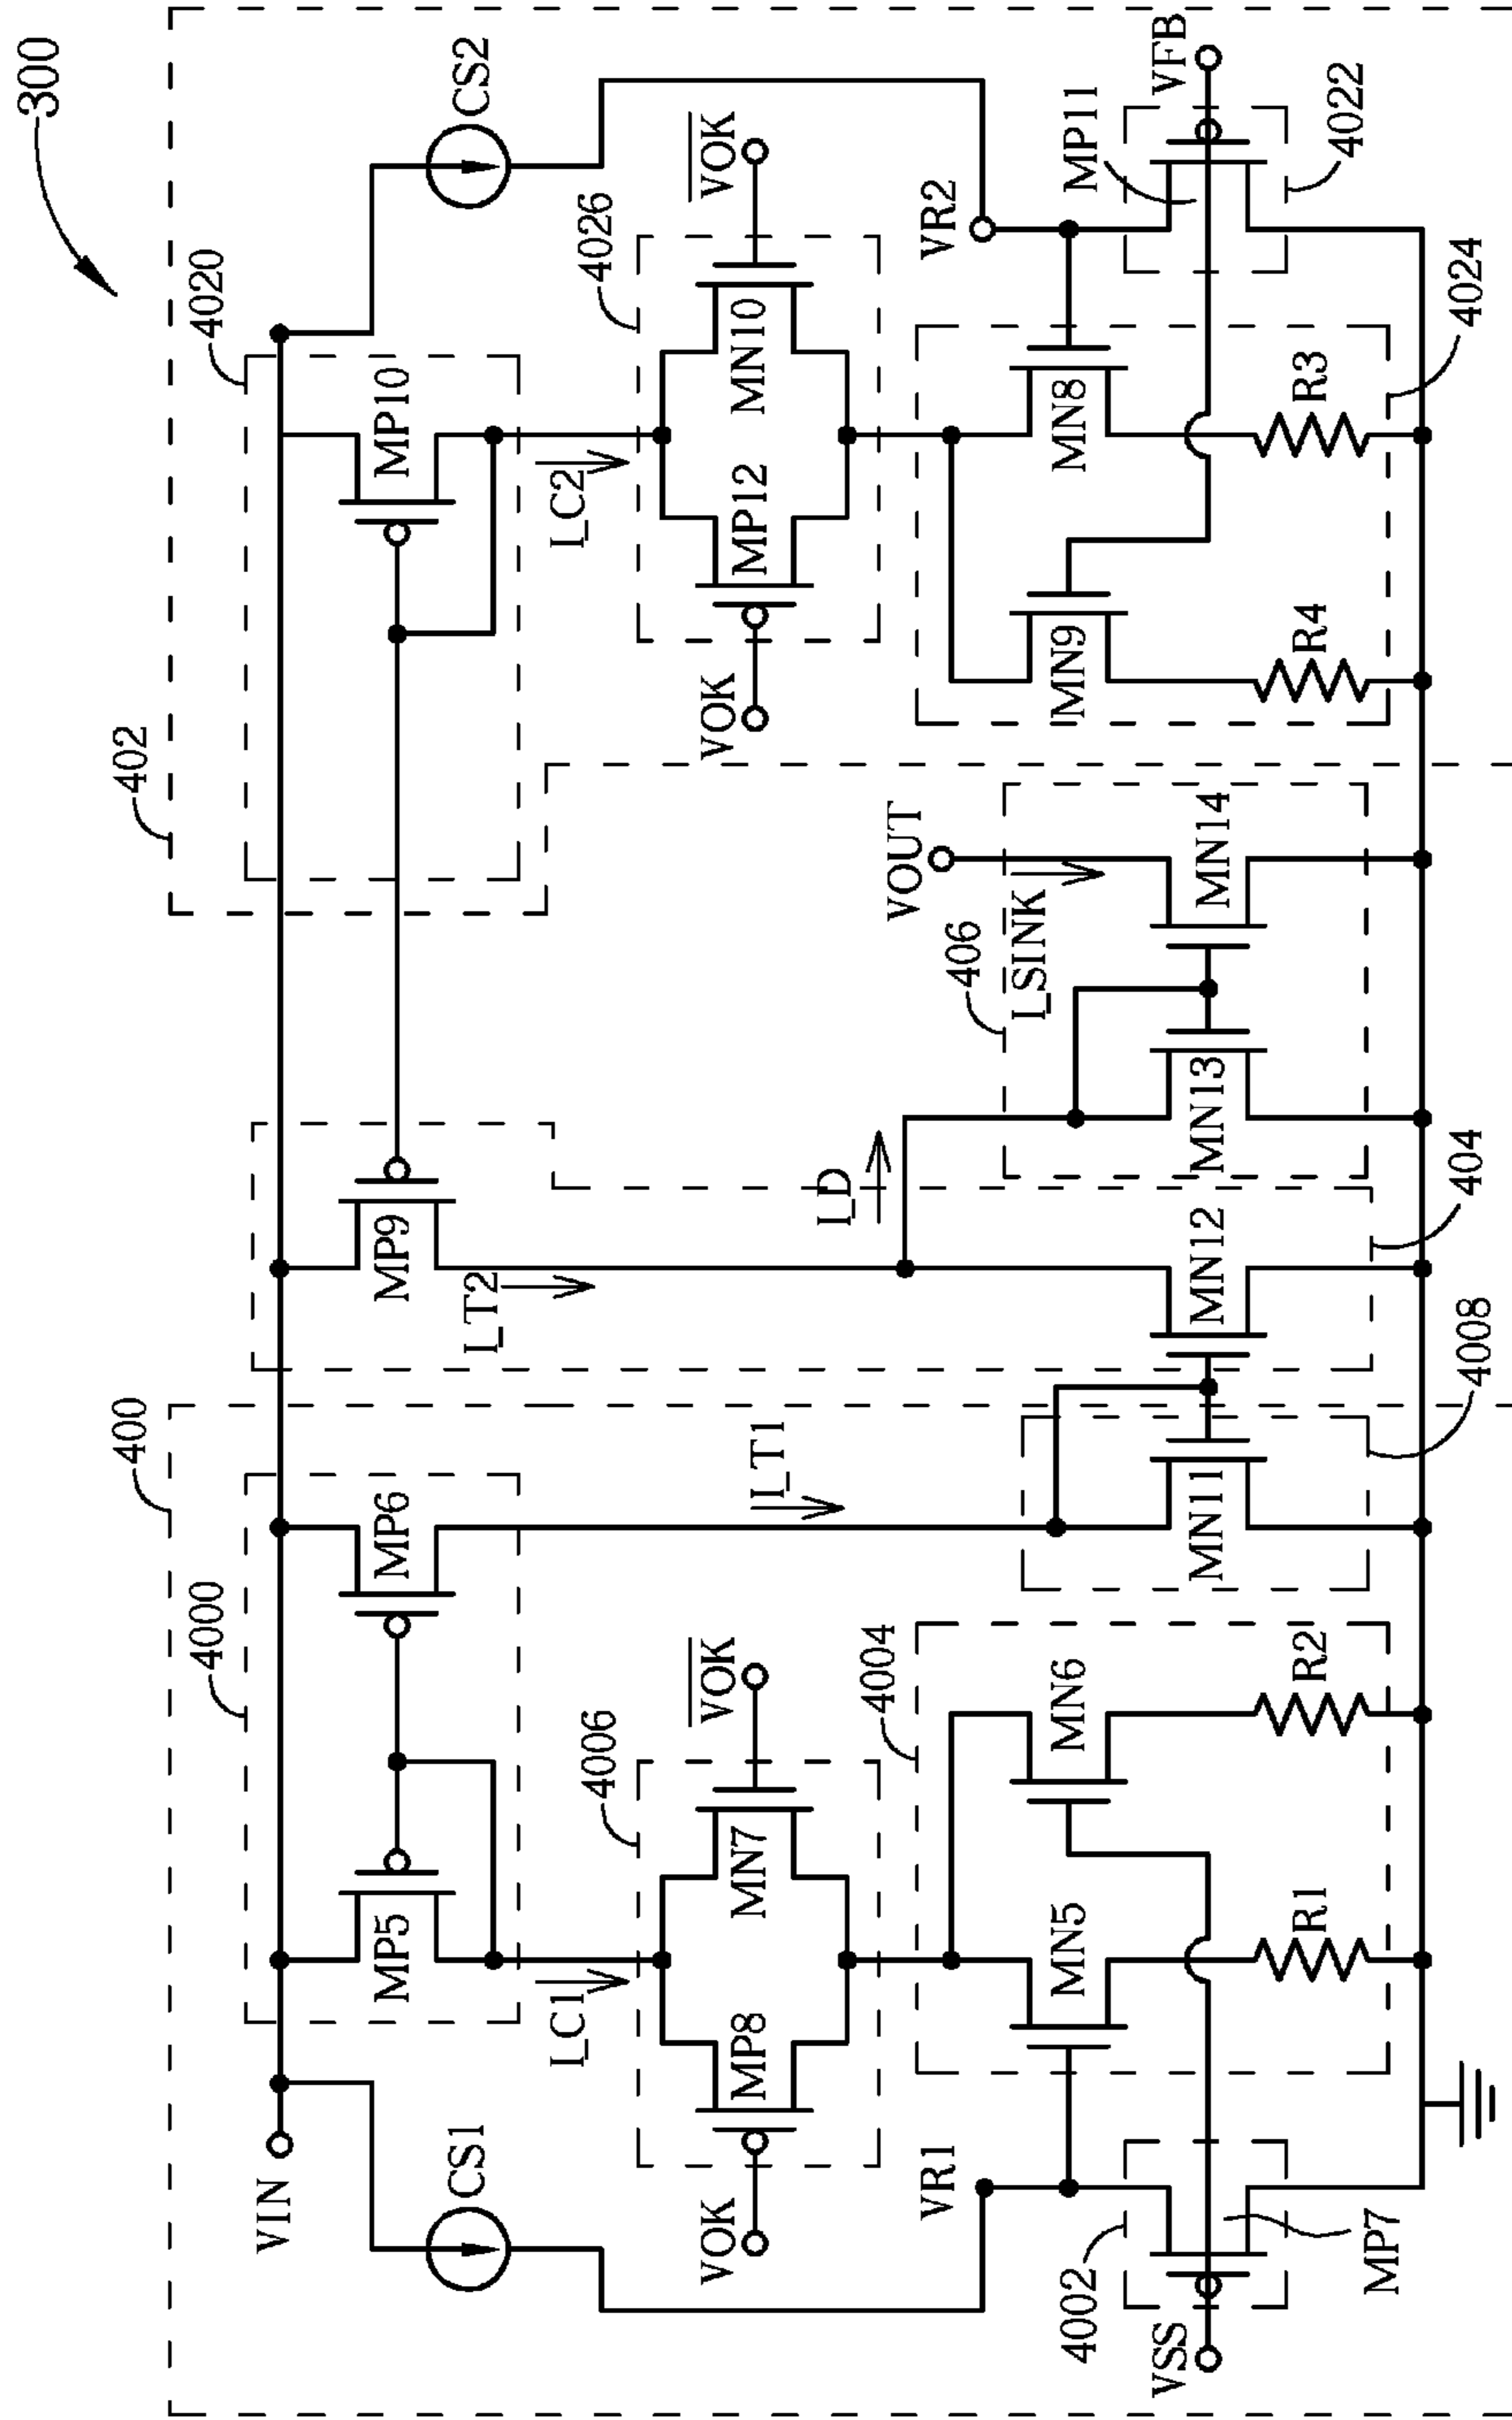 300
402
4020
MP10
CS2
I_C2
4026
VOK
MP12
MN10
V̅O̅K̅
VR2
MP11
VFB
4022
MN9
MN8
R4
R3
4024
400
4000
VIN
MP5
MP6
MP9
I_T2
CS1
I_C1
4006
VOK
MP8
MN7
V̅O̅K̅
I_T1
I_D
VOUT
406
I_SINK
VR1
4004
MN5
MN6
MN11
MN12
MN13
MN14
4002
VSS
MP7
R1
R2
4008
404